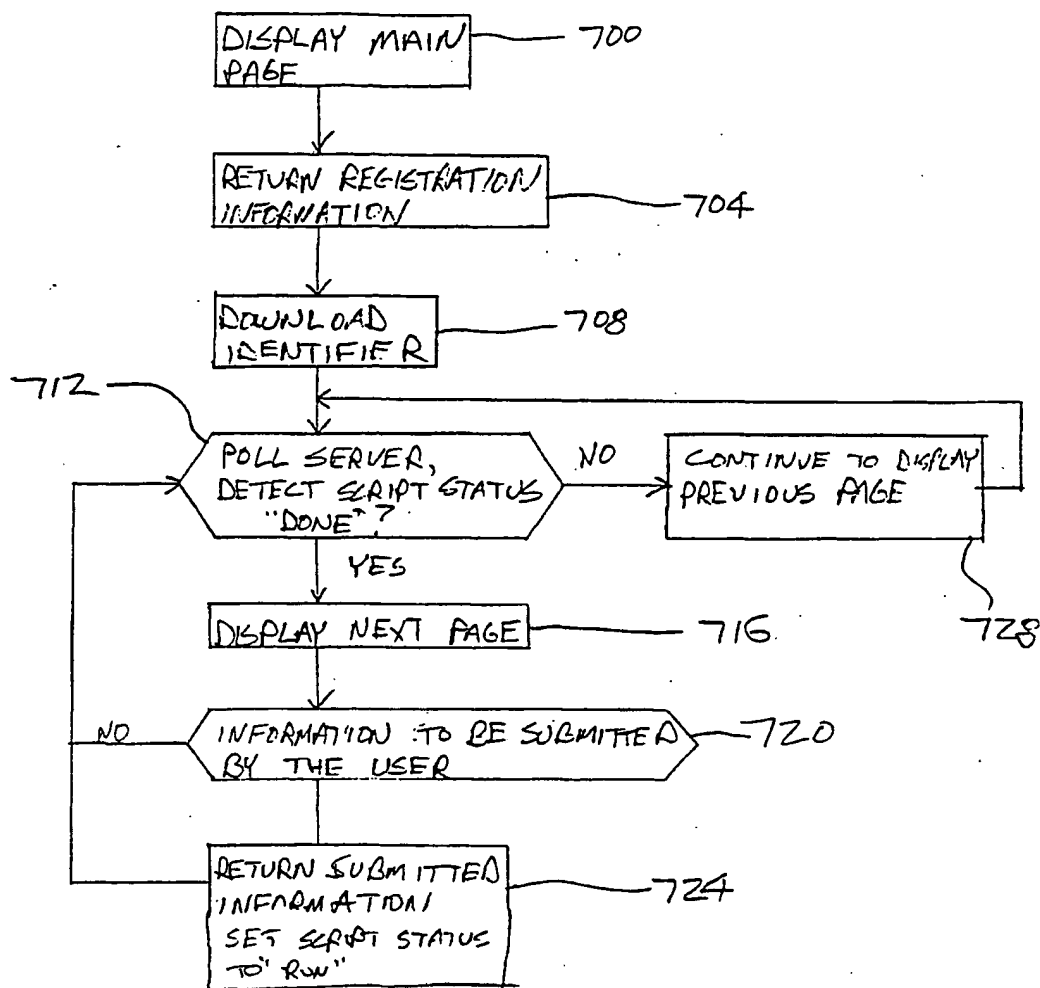 DISPLAY MAIN
PAGE
700
RETURN REGISTRATION
INFORMATION
704
DOWNLOAD
IDENTIFIER
708
712
POLL SERVER,
DETECT SCRIPT STATUS
"DONE"?
NO
CONTINUE TO DISPLAY
PREVIOUS PAGE
728
YES
DISPLAY NEXT PAGE
716
NO
INFORMATION TO BE SUBMITTED
BY THE USER
720
RETURN SUBMITTED
INFORMATION
SET SCRIPT STATUS
TO "RUN"
724